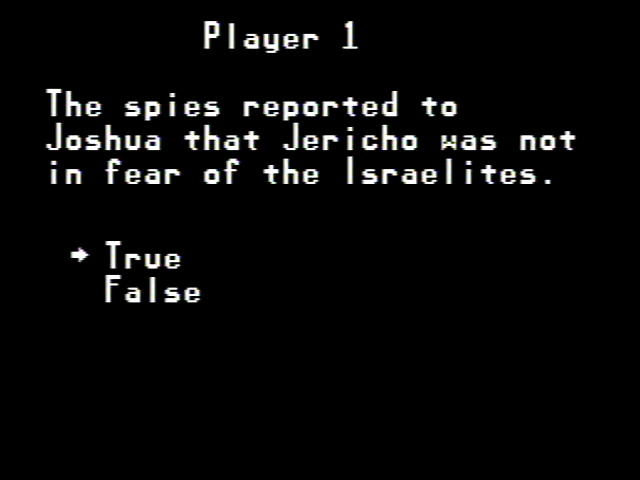 Player 1
The spies reported to
Joshua that Jericho was not
in fear of the Israelites.
True
False